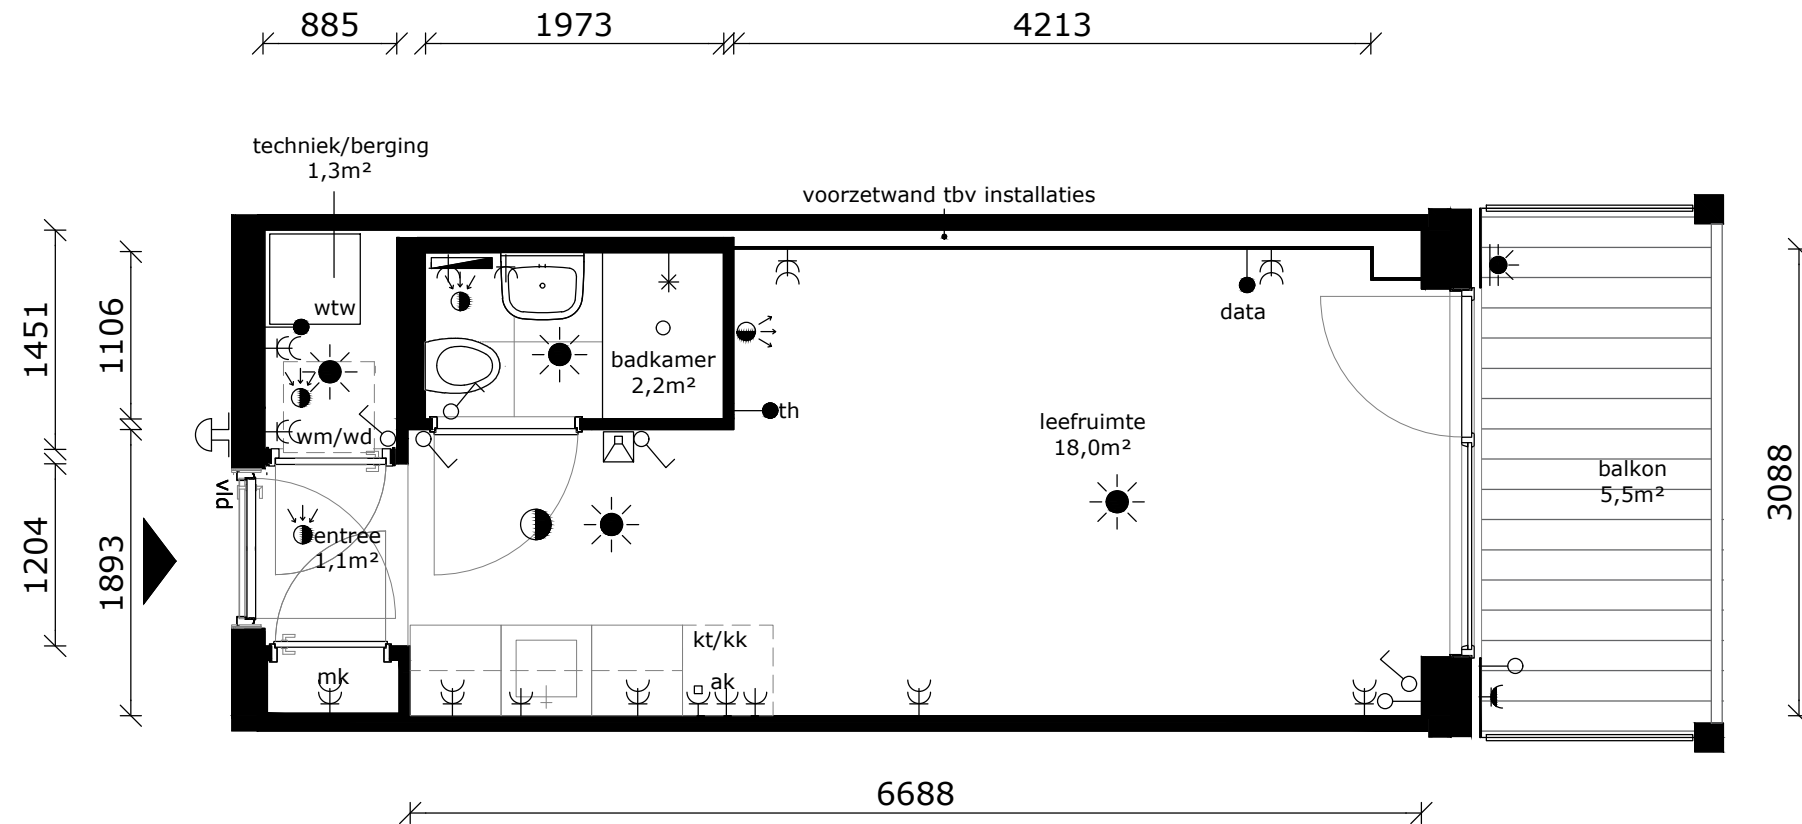 885
1973
4213
techniek/berging
1,3m²
voorzetwand tbv installaties
1451
1106
wtw
data
badkamer
2,2m²
th
leefruimte
18,0m²
wm/wd
balkon
5,5m²
3088
vld
entree
1,1m²
1204
1893
kt/kk
mk
ak
6688